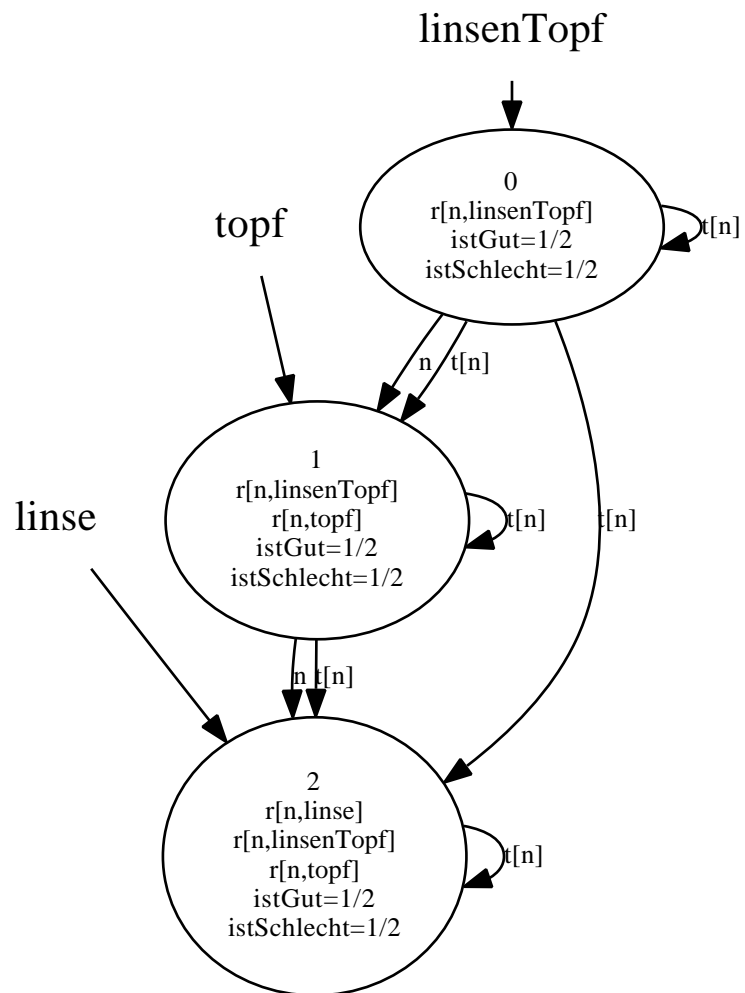 linsenTopf
0
r[n,linsenTopf]
istGut=1/2
istSchlecht=1/2
t[n]
topf
n
t[n]
1
r[n,linsenTopf]
r[n,topf]
istGut=1/2
istSchlecht=1/2
t[n]
t[n]
linse
n
t[n]
2
r[n,linse]
r[n,linsenTopf]
r[n,topf]
istGut=1/2
istSchlecht=1/2
t[n]